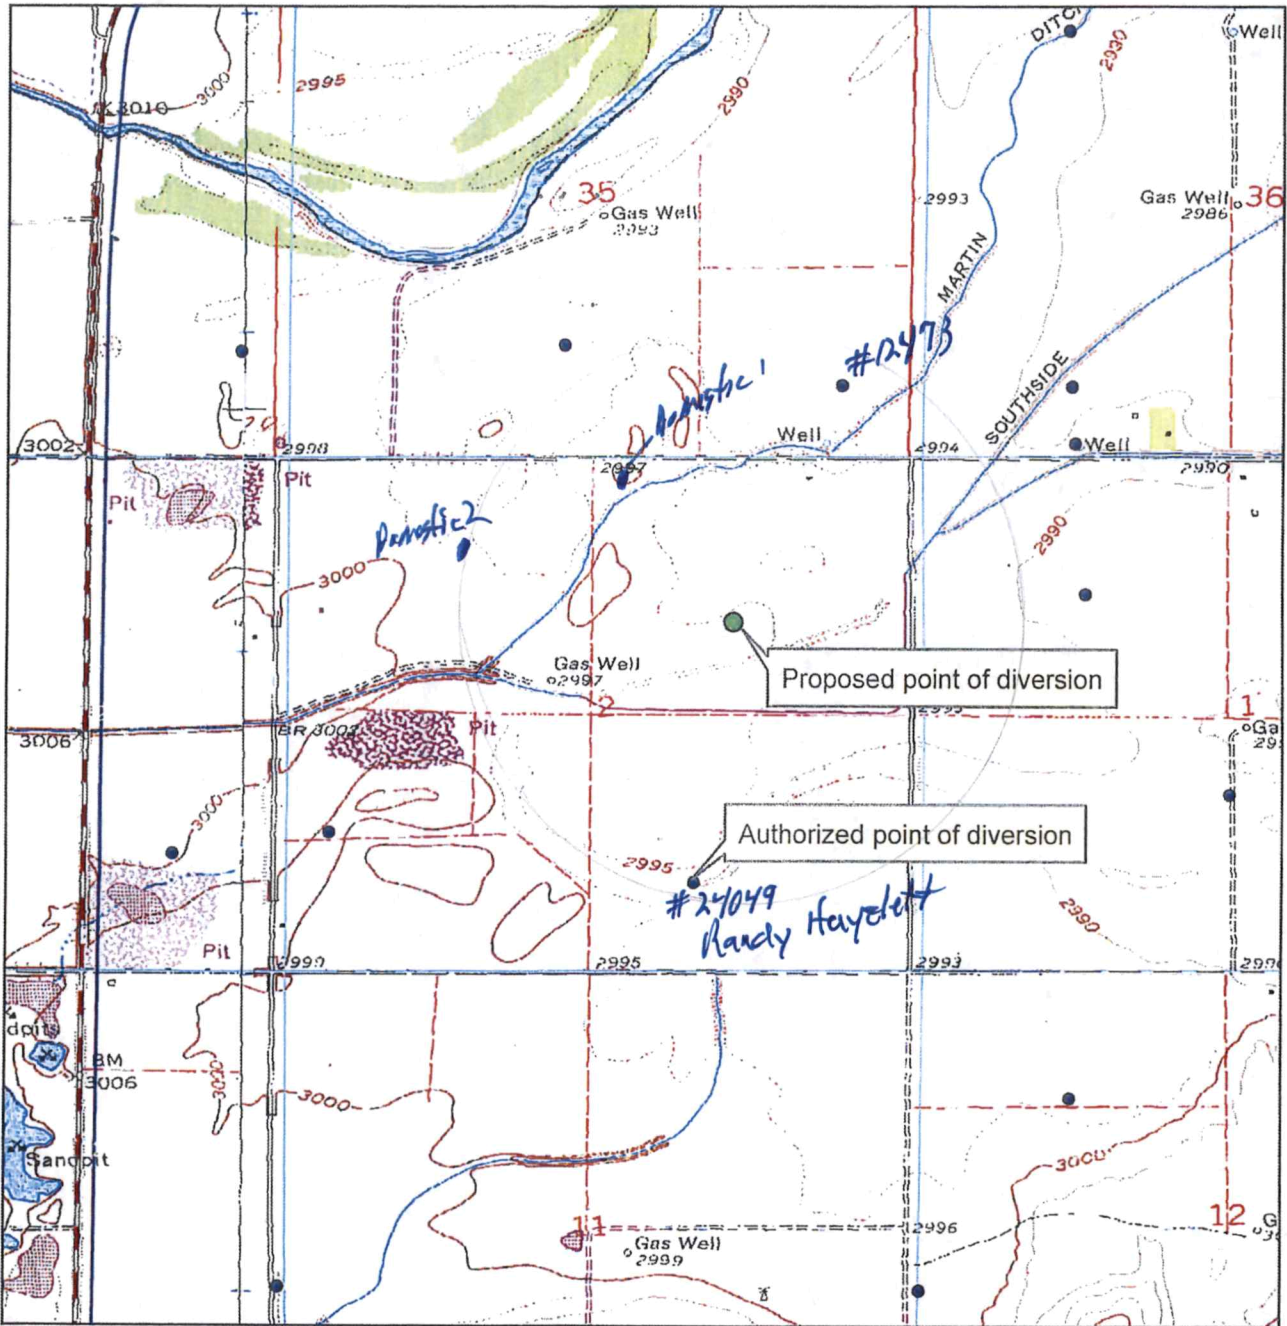 DITCH
Well
3000
2995
2990
2930
3010
35
Gas Well
2993
2993
Gas Well
2986
36
MARTIN
#12473
SOUTHSIDE
Domestic 1
3002
2998
Well
2994
Well
2990
2997
Pit
Pit
Domestic 2
2990
3000
Gas Well
2997
Proposed point of diversion
2
1
3006
BR 3002
Pit
3000
Authorized point of diversion
2995
#24049
Randy Hayzlett
2990
Pit
2999
2995
2993
BM
3006
3000
3000
Sandpit
3000
11
Gas Well
2999
2996
12